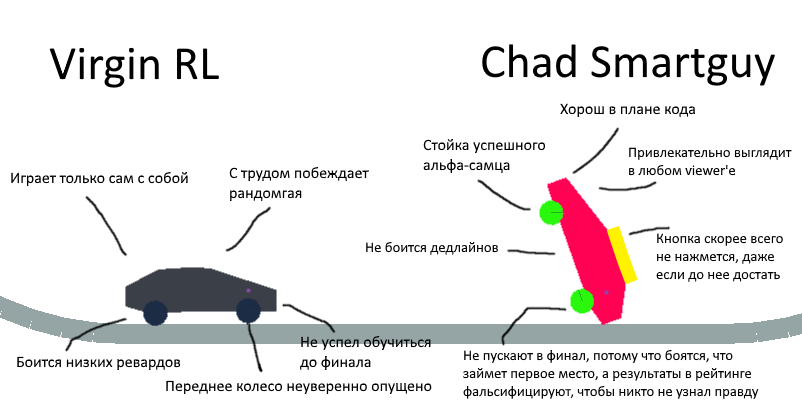 Virgin RL
Chad Smartguy
Хорош в плане кода
Стойка успешного
альфа-самца
Привлекательно выглядит
в любом viewer'е
Играет только сам с собой
С трудом побеждает
рандомгая
Не боится дедлайнов
Кнопка скорее всего
не нажмется, даже
если до нее достать
Боится низких ревардов
Не успел обучиться
до финала
Переднее колесо неуверенно опущено
Не пускают в финал, потому что боятся, что
займет первое место, а результаты в рейтинге
фальсифицируют, чтобы никто не узнал правду